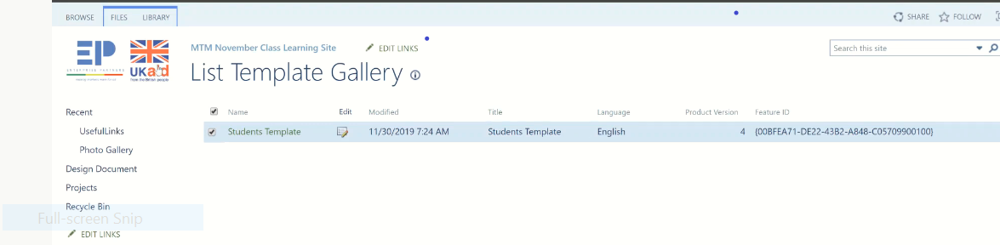 BROWSE FILES LIBRARY SHARE FOLLOW
MTM November Class Learning Site EDIT LINKS
Search this site
EP
UKaid
from the British people
List Template Gallery
Recent
UsefulLinks
Photo Gallery
Design Document
Projects
Recycle Bin
EDIT LINKS
Name Edit Modified Title Language Product Version Feature ID
Students Template 11/30/2019 7:24 AM Students Template English 4 {00BFEA71-DE22-43B2-A848-C05709900100}
Full-screen Snip